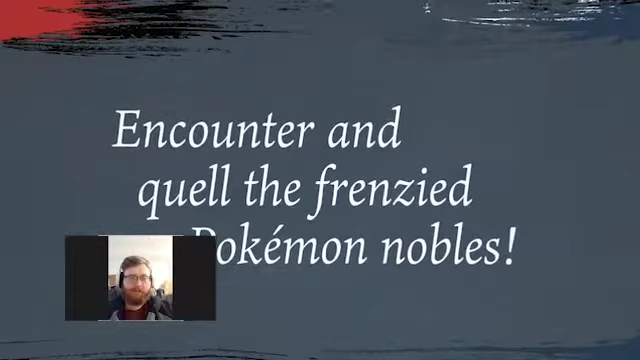 Encounter and
quell the frenzied
Pokémon nobles!